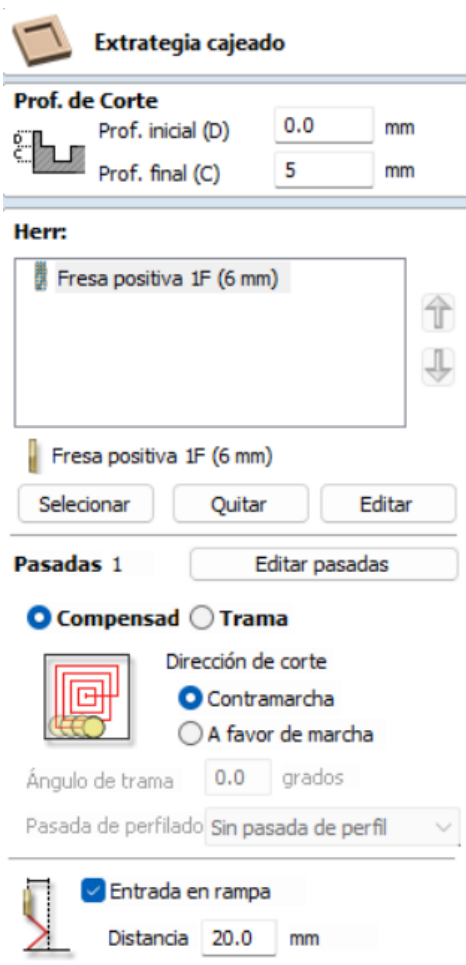 Extrategia cajeado
Prof. de Corte
Prof. inicial (D) 0.0 mm
Prof. final (C) 5 mm
D
C
Herr:
Fresa positiva 1F (6 mm)
Fresa positiva 1F (6 mm)
Selecionar Quitar Editar
Pasadas 1 Editar pasadas
Compensad Trama
Dirección de corte
Contramarcha
A favor de marcha
Ángulo de trama 0.0 grados
Pasada de perfilado Sin pasada de perfil
Entrada en rampa
Distancia 20.0 mm